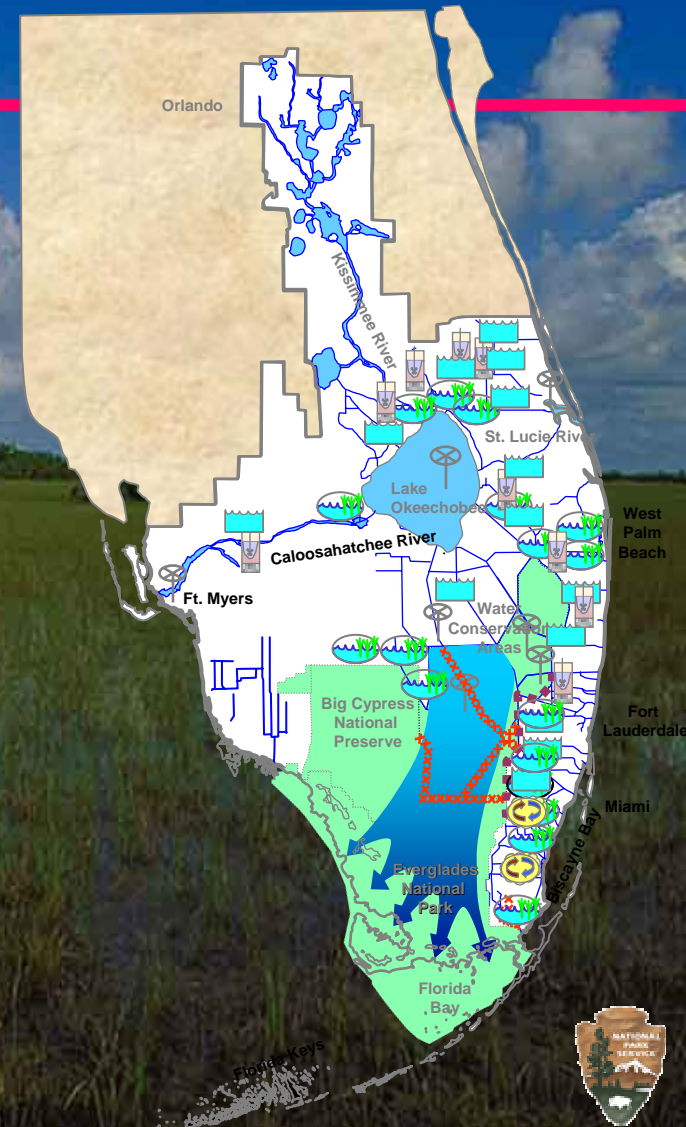 Orlando
Kissimmee River
St. Lucie River
Lake
Okeechobee
West
Palm
Beach
Caloosahatchee River
Ft. Myers
Water
Conservation
Areas
Big Cypress
National
Preserve
Fort
Lauderdale
Miami
Biscayne Bay
Everglades
National
Park
Florida
Bay
Florida Keys
NATIONAL
PARK
SERVICE